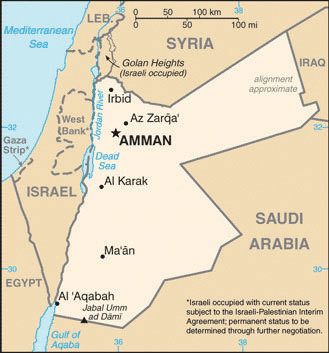 36
38
0 50 100 km
0 50 100 mi
Mediterranean
Sea
LEB.
SYRIA
Golan Heights
(Israeli occupied)
IRAQ
alignment
approximate
Irbid
Az Zarqa'
Jordan River
West
Bank*
32
32
AMMAN
Gaza
Strip*
Dead
Sea
ISRAEL
Al Karak
SAUDI
ARABIA
Ma'ān
30
30
EGYPT
Al 'Aqabah
Jabal Umm
ad Dāmī
*Israeli occupied with current status
subject to the Israeli-Palestinian Interim
Agreement; permanent status to be
determined through further negotiation.
Gulf of
Aqaba
36
38